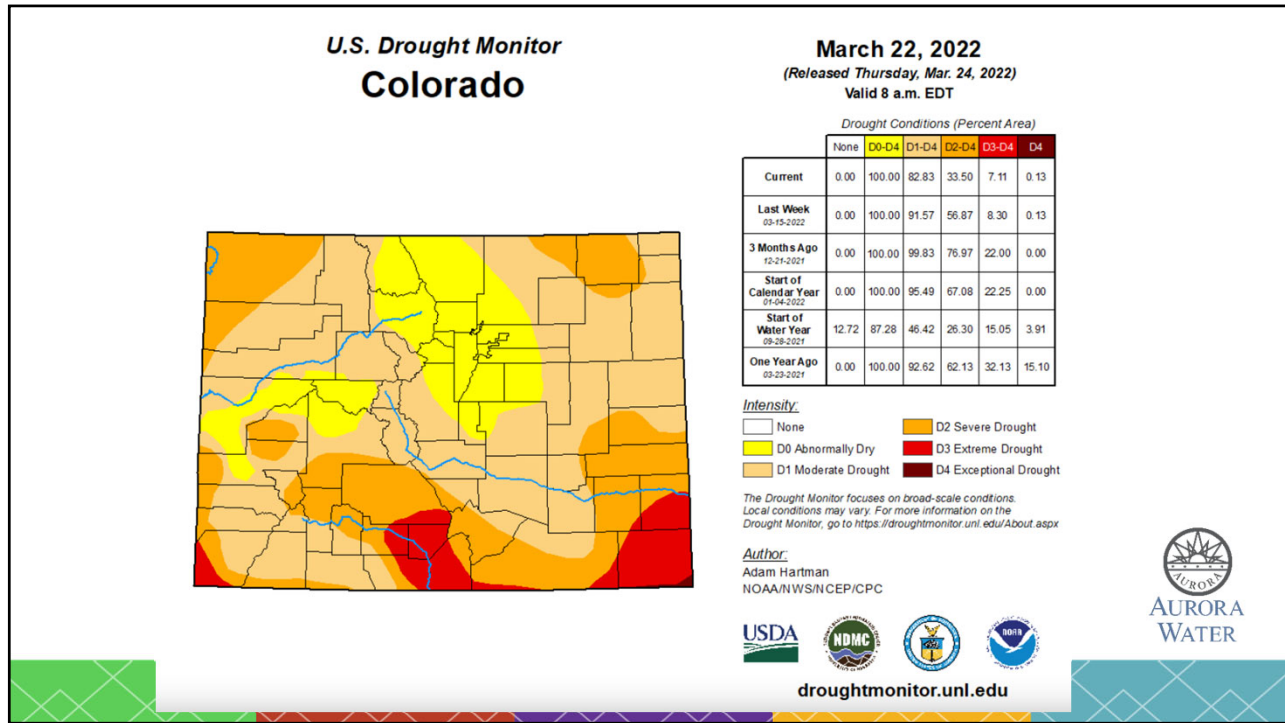 U.S. Drought Monitor
Colorado
March 22, 2022
(Released Thursday, Mar. 24, 2022)
Valid 8 a.m. EDT
Drought Conditions (Percent Area)
None D0-D4 D1-D4 D2-D4 D3-D4 D4
Current 0.00 100.00 82.83 33.50 7.11 0.13
Last Week
03-15-2022
0.00 100.00 91.57 56.87 8.30 0.13
3 Months Ago
12-21-2021
0.00 100.00 99.83 76.97 22.00 0.00
Start of
Calendar Year
01-04-2022
0.00 100.00 95.49 67.08 22.25 0.00
Start of
Water Year
09-28-2021
12.72 87.28 46.42 26.30 15.05 3.91
One Year Ago
03-23-2021
0.00 100.00 92.62 62.13 32.13 15.10
Intensity:
None
D0 Abnormally Dry
D1 Moderate Drought
D2 Severe Drought
D3 Extreme Drought
D4 Exceptional Drought
The Drought Monitor focuses on broad-scale conditions.
Local conditions may vary. For more information on the
Drought Monitor, go to https://droughtmonitor.unl.edu/About.aspx
Author:
Adam Hartman
NOAA/NWS/NCEP/CPC
USDA
NDMC
NOAA
droughtmonitor.unl.edu
AURORA
AURORA
WATER